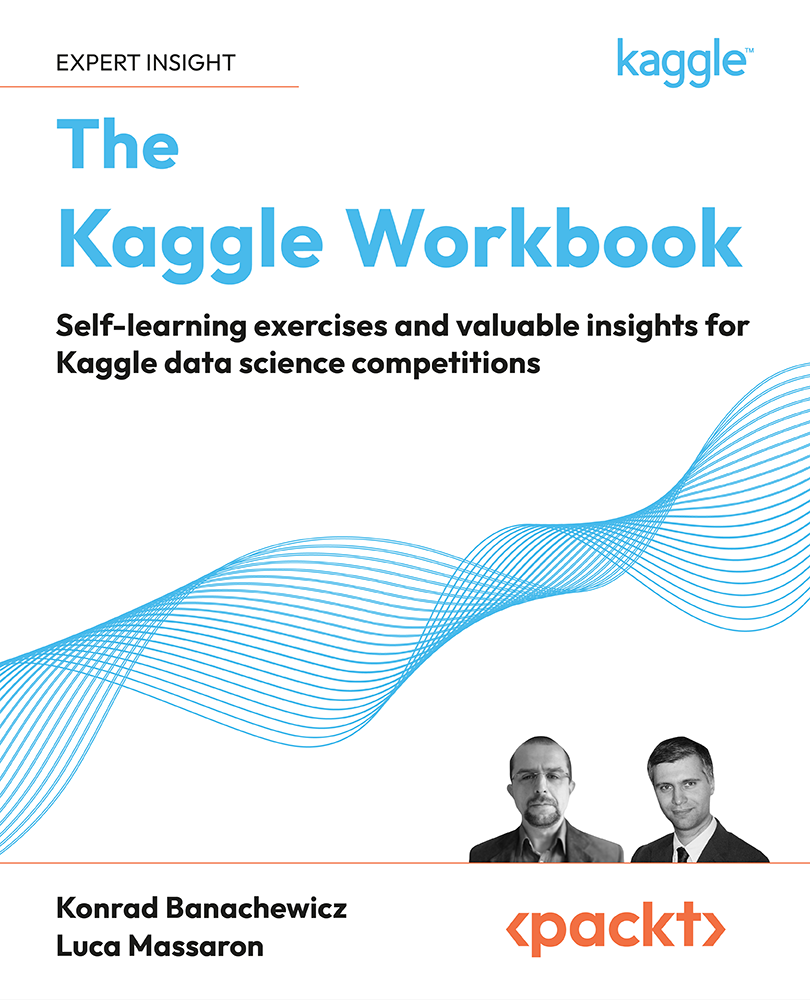 EXPERT INSIGHT
kaggle™
The
Kaggle Workbook
Self-learning exercises and valuable insights for
Kaggle data science competitions
Konrad Banachewicz
Luca Massaron
<packt>